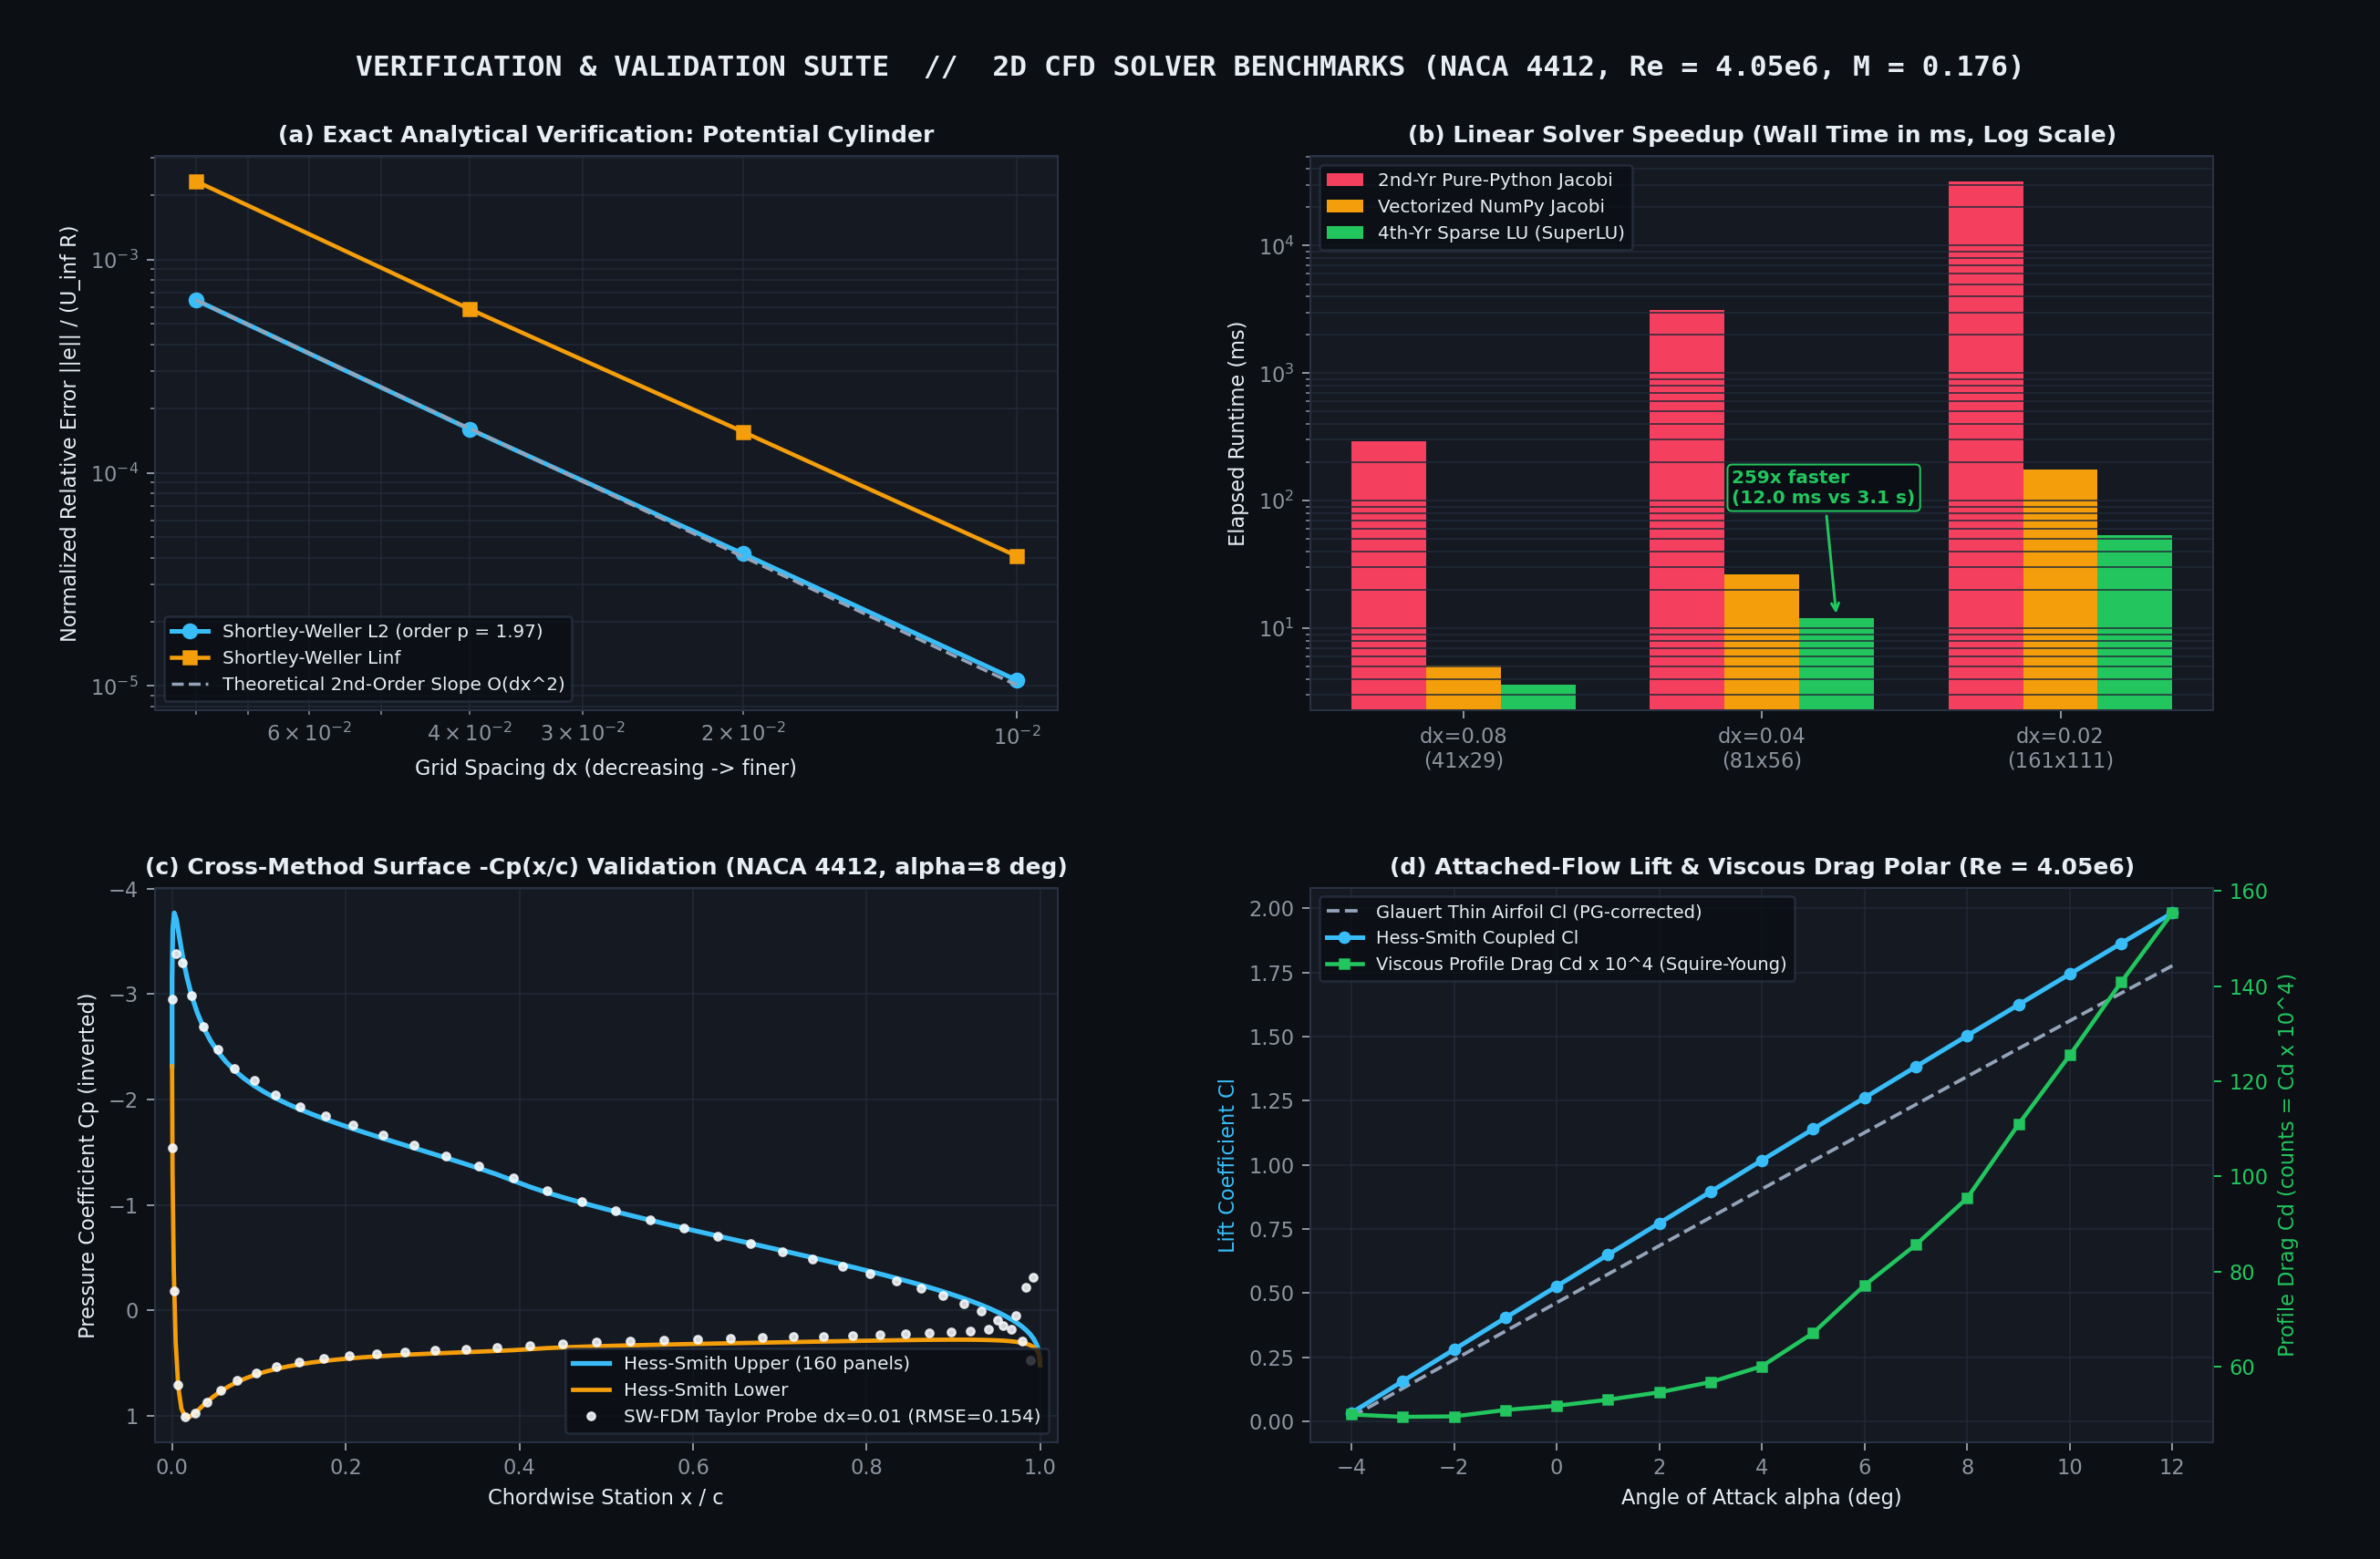 VERIFICATION & VALIDATION SUITE // 2D CFD SOLVER BENCHMARKS (NACA 4412, Re = 4.05e6, M = 0.176)
(a) Exact Analytical Verification: Potential Cylinder
Normalized Relative Error ||e|| / (U_inf R)
10⁻³
10⁻⁴
10⁻⁵
Shortley-Weller L2 (order p = 1.97)
Shortley-Weller Linf
Theoretical 2nd-Order Slope O(dx^2)
6 × 10⁻² 4 × 10⁻² 3 × 10⁻² 2 × 10⁻² 10⁻²
Grid Spacing dx (decreasing -> finer)
(b) Linear Solver Speedup (Wall Time in ms, Log Scale)
Elapsed Runtime (ms)
10⁴
10³
10²
10¹
2nd-Yr Pure-Python Jacobi
Vectorized NumPy Jacobi
4th-Yr Sparse LU (SuperLU)
259x faster
(12.0 ms vs 3.1 s)
dx=0.08 dx=0.04 dx=0.02
(41x29) (81x56) (161x111)
(c) Cross-Method Surface -Cp(x/c) Validation (NACA 4412, alpha=8 deg)
Pressure Coefficient Cp (inverted)
−4
−3
−2
−1
0
1
Hess-Smith Upper (160 panels)
Hess-Smith Lower
SW-FDM Taylor Probe dx=0.01 (RMSE=0.154)
0.0 0.2 0.4 0.6 0.8 1.0
Chordwise Station x / c
(d) Attached-Flow Lift & Viscous Drag Polar (Re = 4.05e6)
Lift Coefficient Cl
2.00
1.75
1.50
1.25
1.00
0.75
0.50
0.25
0.00
Glauert Thin Airfoil Cl (PG-corrected)
Hess-Smith Coupled Cl
Viscous Profile Drag Cd x 10^4 (Squire-Young)
160
140
120
100
80
60
Profile Drag Cd (counts = Cd x 10^4)
−4 −2 0 2 4 6 8 10 12
Angle of Attack alpha (deg)